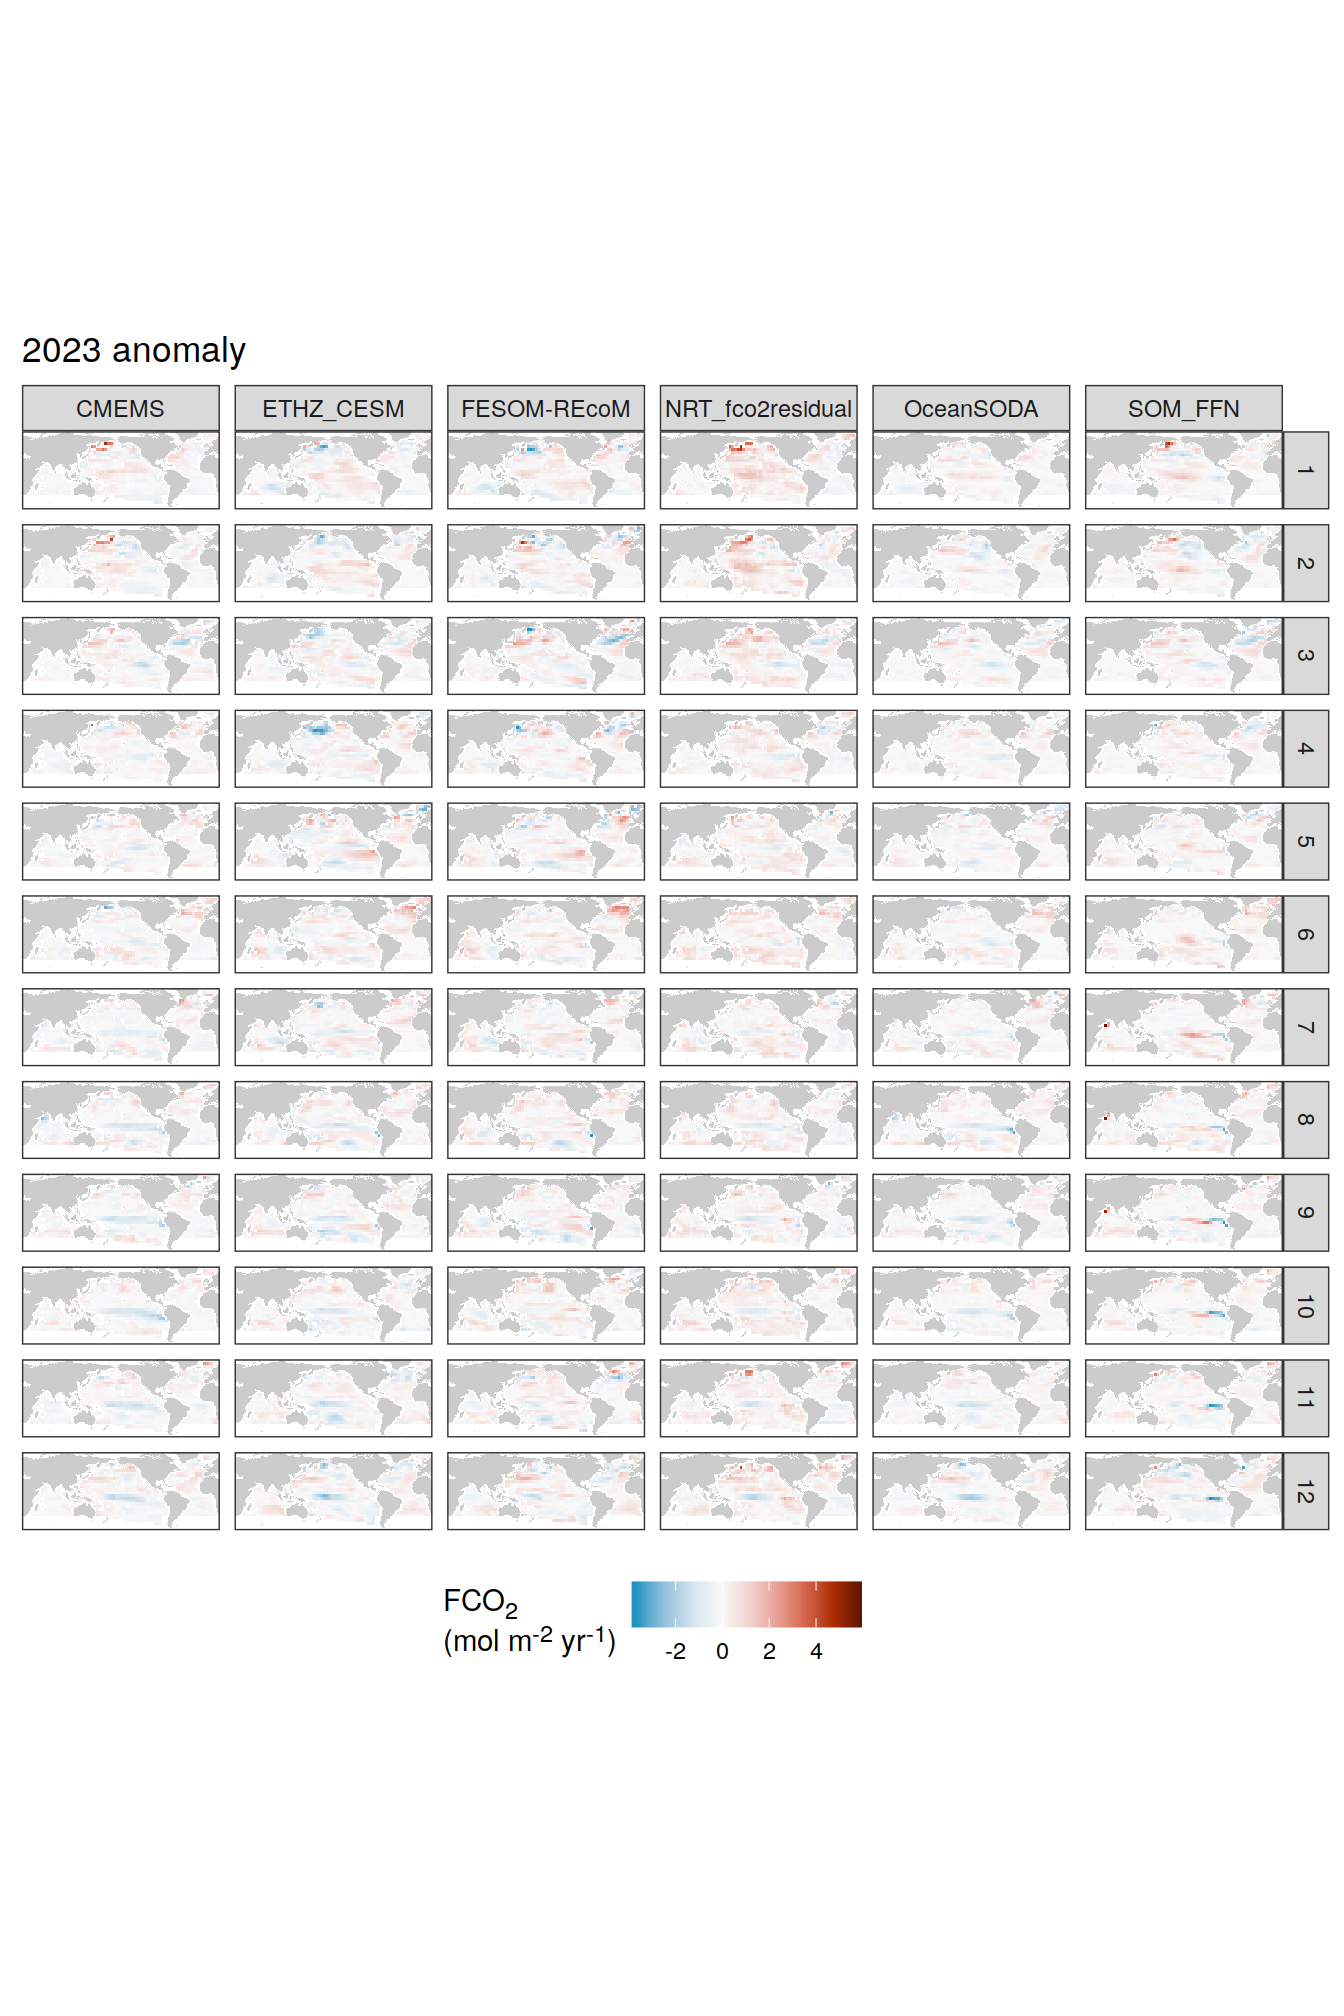 2023 anomaly
CMEMS ETHZ_CESM FESOM-REcoM NRT_fco2residual OceanSODA SOM_FFN
1
2
3
4
5
6
7
8
9
10
11
12
FCO₂
(mol m⁻² yr⁻¹)
-2 0 2 4